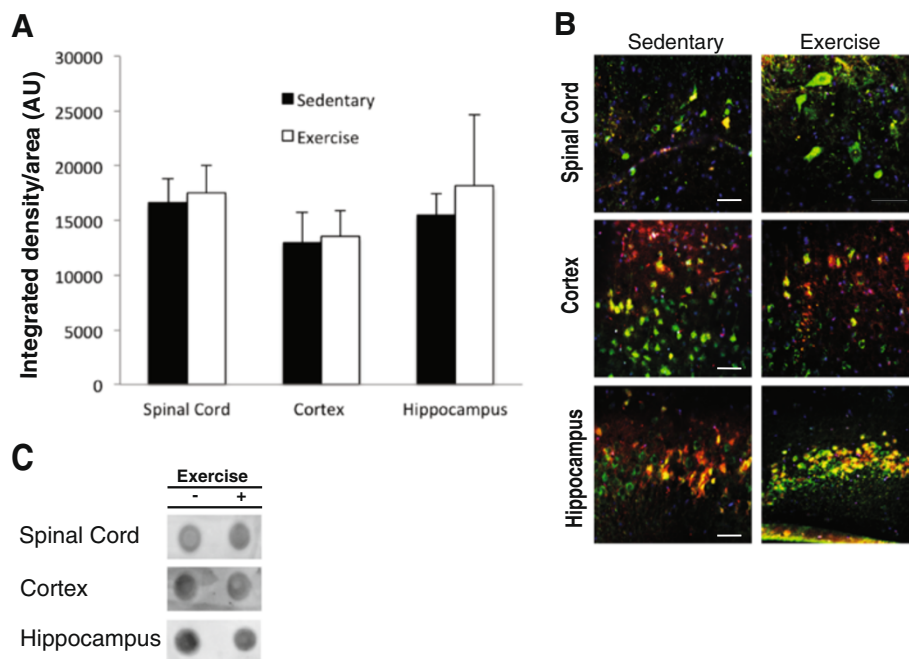 A
Integrated density/area (AU)
35000
30000
25000
20000
15000
10000
5000
0
Sedentary
Exercise
Spinal Cord Cortex Hippocampus
B
Sedentary Exercise
Spinal Cord
Cortex
Hippocampus
C
Exercise
- +
Spinal Cord
Cortex
Hippocampus